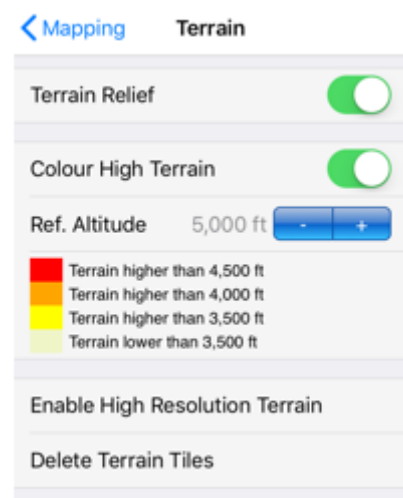 Mapping Terrain
Terrain Relief
Colour High Terrain
Ref. Altitude 5,000 ft - +
Terrain higher than 4,500 ft
Terrain higher than 4,000 ft
Terrain higher than 3,500 ft
Terrain lower than 3,500 ft
Enable High Resolution Terrain
Delete Terrain Tiles